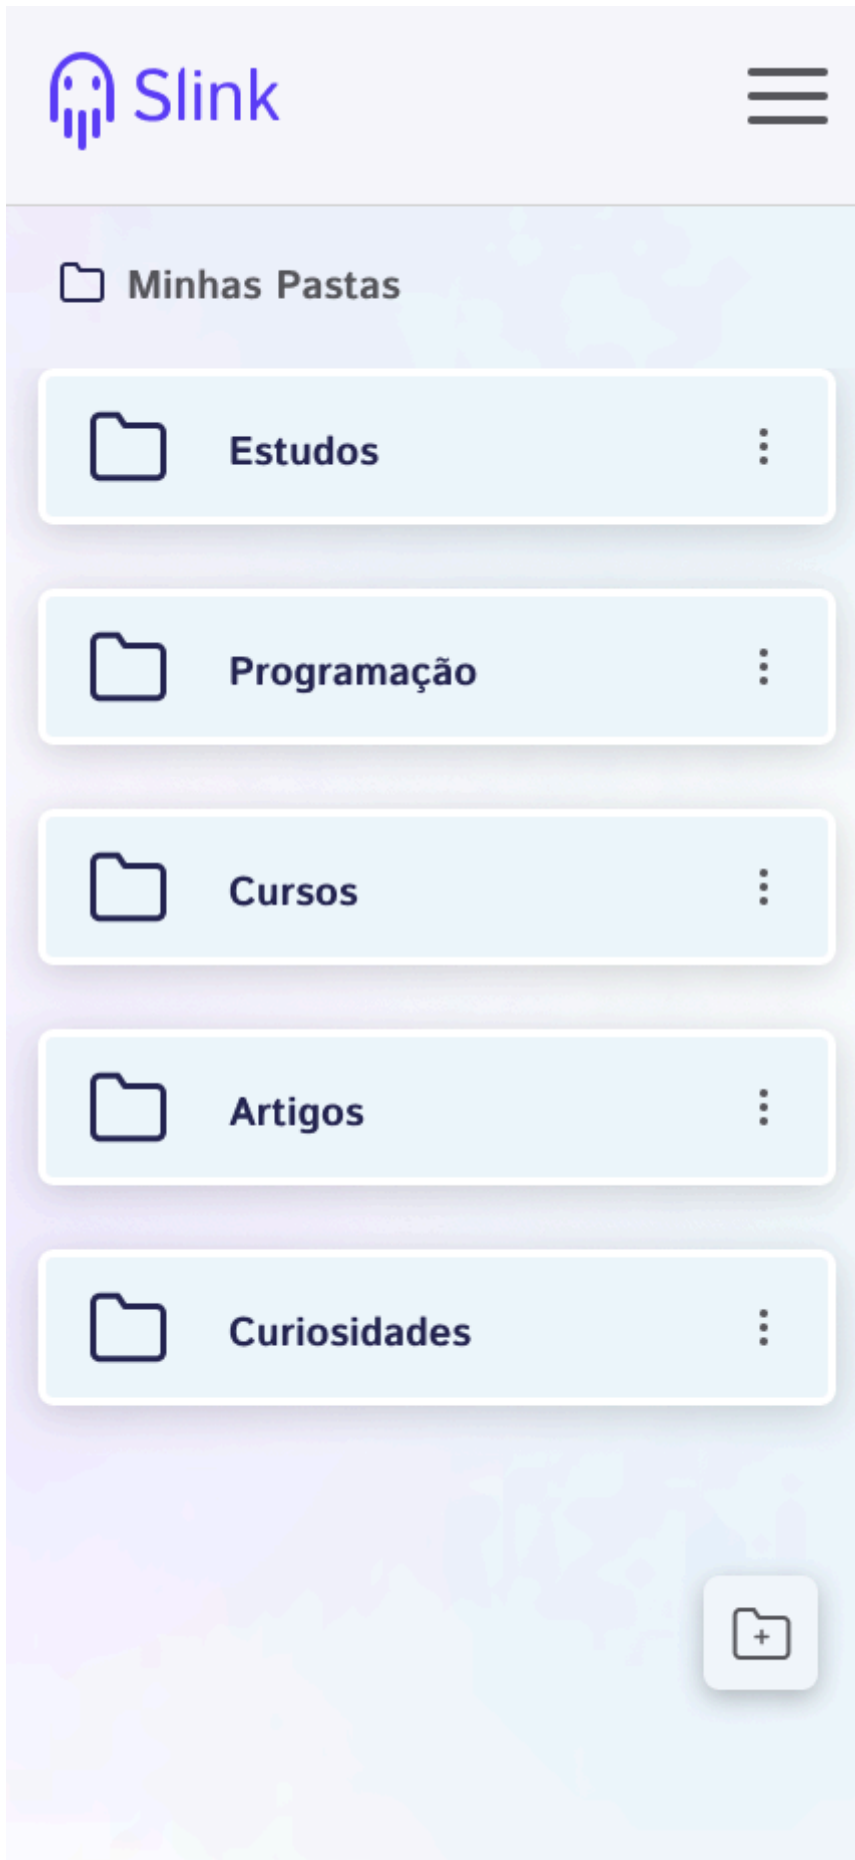 Slink
Minhas Pastas
Estudos
Programação
Cursos
Artigos
Curiosidades